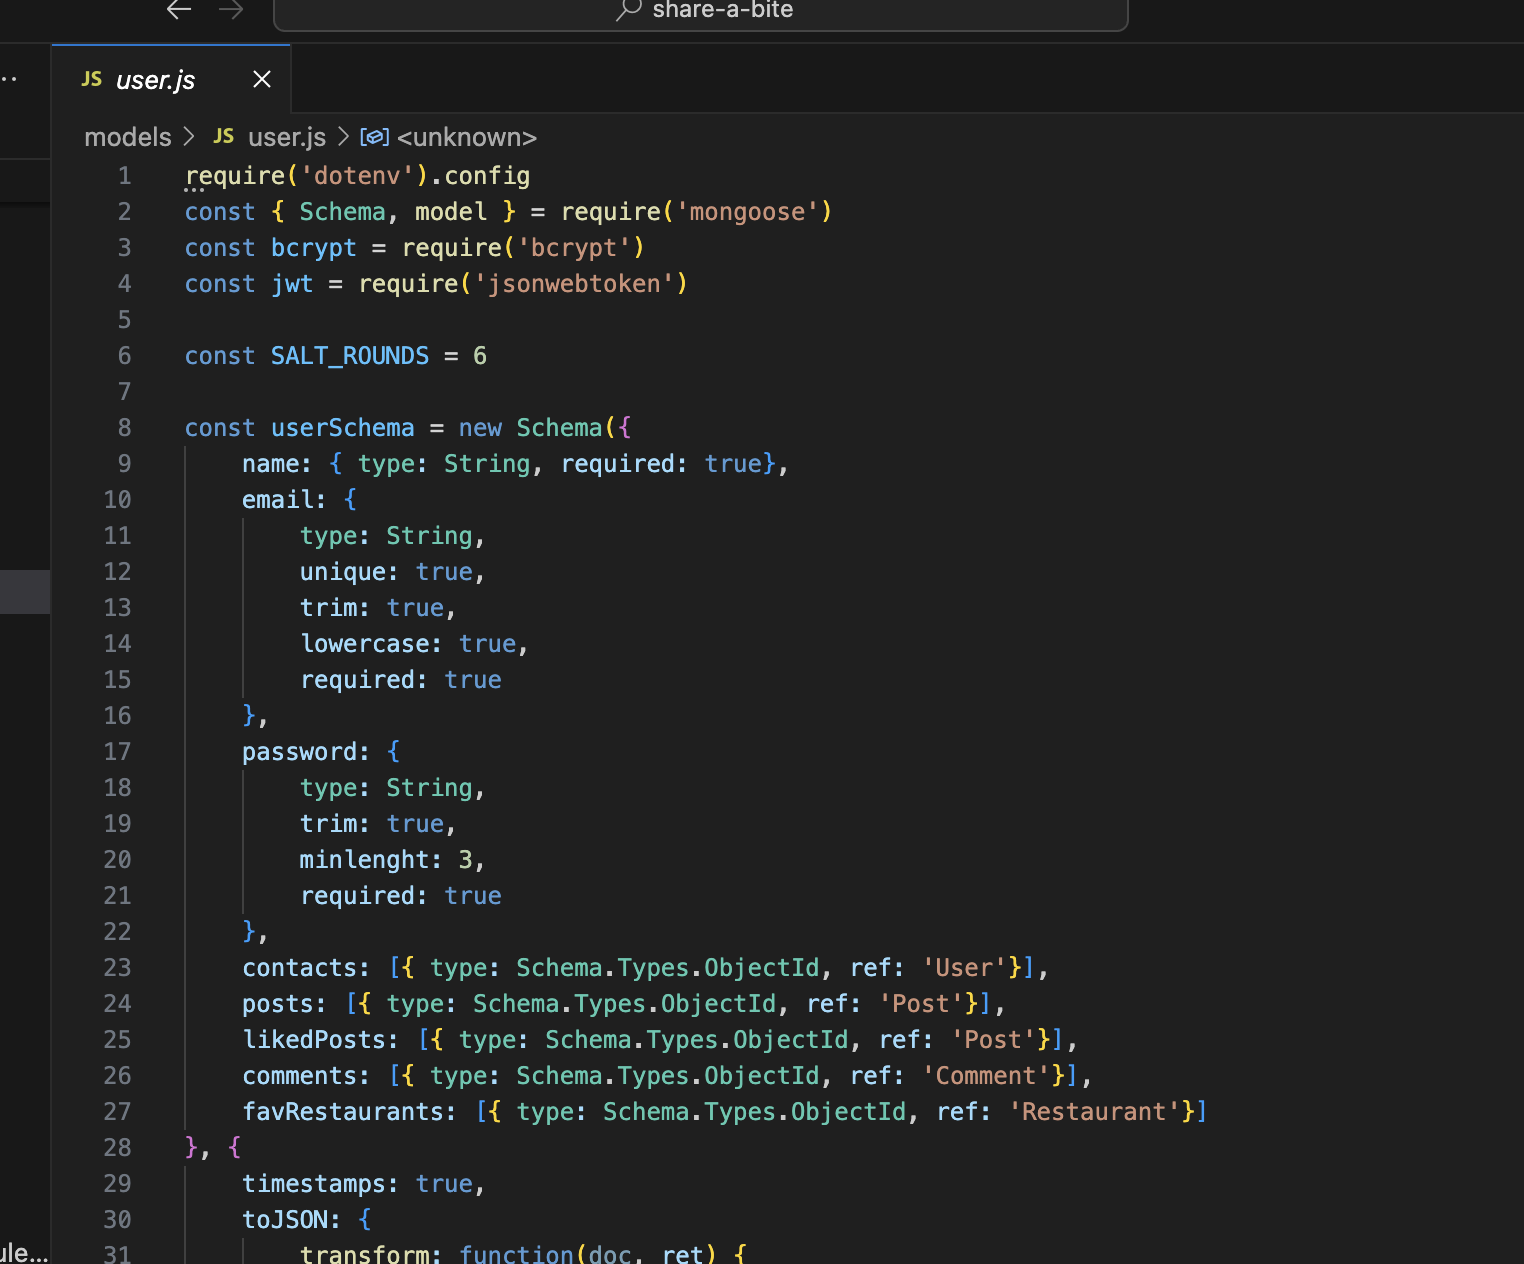 share-a-bite
JS user.js
models > JS user.js > <unknown>
1 require('dotenv').config
2 const { Schema, model } = require('mongoose')
3 const bcrypt = require('bcrypt')
4 const jwt = require('jsonwebtoken')
5
6 const SALT_ROUNDS = 6
7
8 const userSchema = new Schema({
9 name: { type: String, required: true},
10 email: {
11 type: String,
12 unique: true,
13 trim: true,
14 lowercase: true,
15 required: true
16 },
17 password: {
18 type: String,
19 trim: true,
20 minlenght: 3,
21 required: true
22 },
23 contacts: [{ type: Schema.Types.ObjectId, ref: 'User'}],
24 posts: [{ type: Schema.Types.ObjectId, ref: 'Post'}],
25 likedPosts: [{ type: Schema.Types.ObjectId, ref: 'Post'}],
26 comments: [{ type: Schema.Types.ObjectId, ref: 'Comment'}],
27 favRestaurants: [{ type: Schema.Types.ObjectId, ref: 'Restaurant'}]
28 }, {
29 timestamps: true,
30 toJSON: {
31 transform: function(doc, ret) {